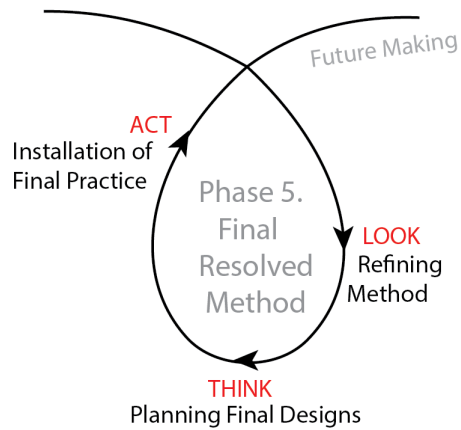 Future Making
ACT
Installation of
Final Practice
Phase 5.
Final
Resolved
Method
LOOK
Refining
Method
THINK
Planning Final Designs